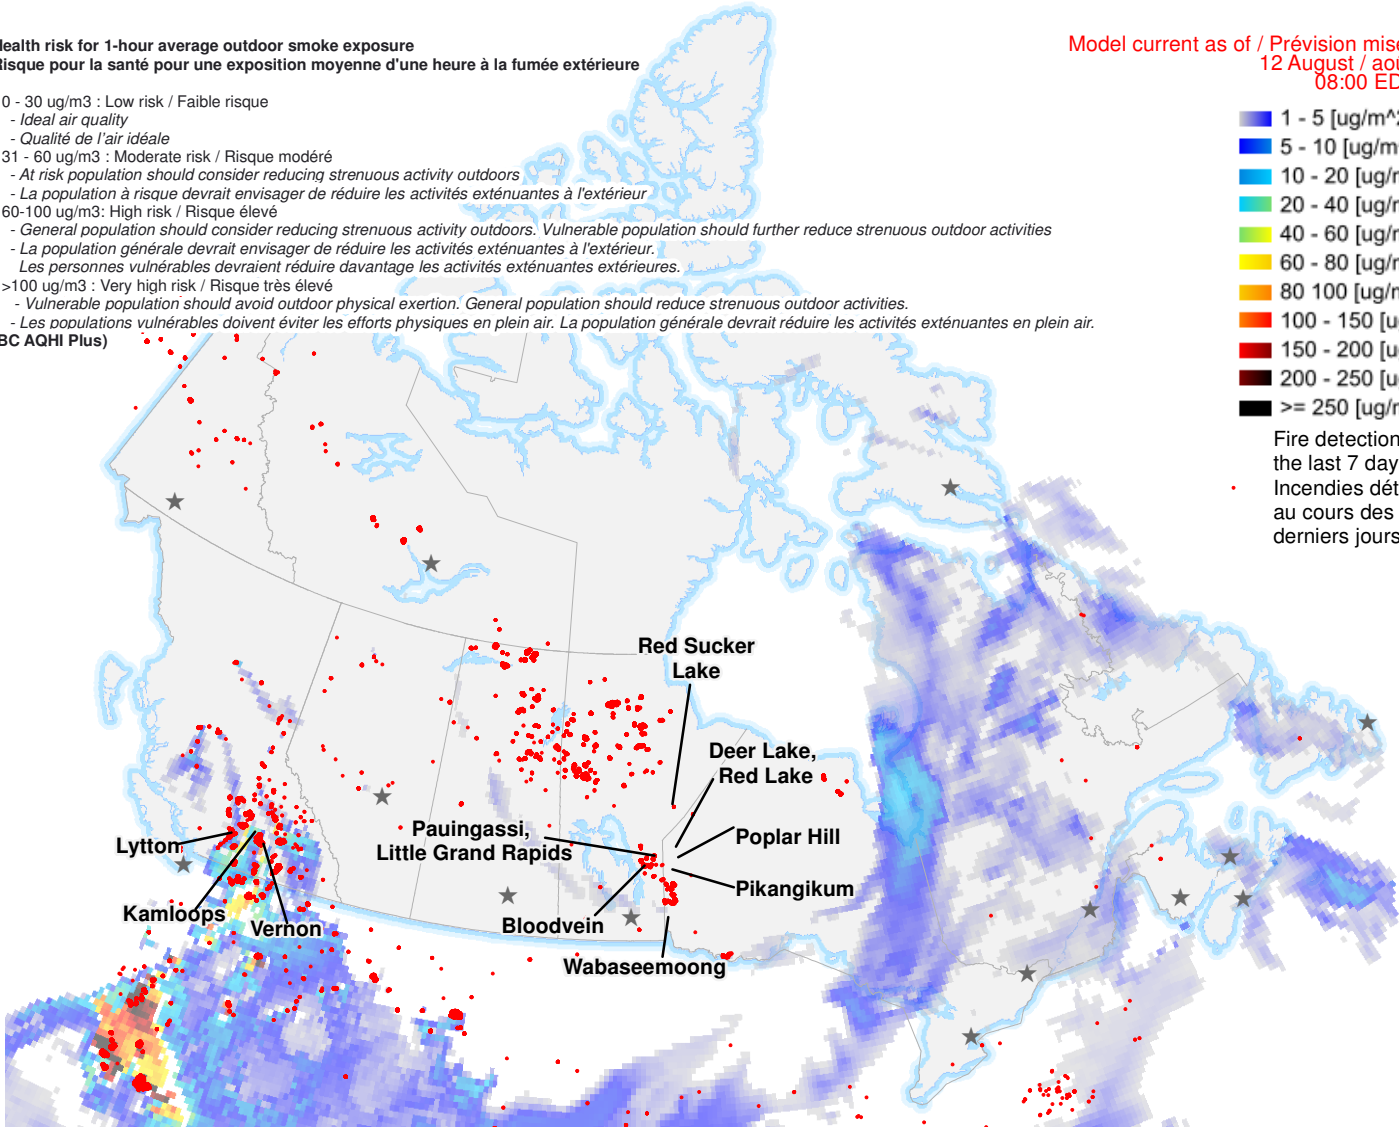 ealth risk for 1-hour average outdoor smoke exposure
isque pour la santé pour une exposition moyenne d'une heure à la fumée extérieure
0 - 30 ug/m3 : Low risk / Faible risque
- Ideal air quality
- Qualité de l'air idéale
31 - 60 ug/m3 : Moderate risk / Risque modéré
- At risk population should consider reducing strenuous activity outdoors
- La population à risque devrait envisager de réduire les activités exténuantes à l'extérieur
60-100 ug/m3: High risk / Risque élevé
- General population should consider reducing strenuous activity outdoors. Vulnerable population should further reduce strenuous outdoor activities
- La population générale devrait envisager de réduire les activités exténuantes à l'extérieur.
Les personnes vulnérables devraient réduire davantage les activités exténuantes extérieures.
>100 ug/m3 : Very high risk / Risque très élevé
- Vulnerable population should avoid outdoor physical exertion. General population should reduce strenuous outdoor activities.
- Les populations vulnérables doivent éviter les efforts physiques en plein air. La population générale devrait réduire les activités exténuantes en plein air.
BC AQHI Plus)
Model current as of / Prévision mise
12 August / aoû
08:00 ED
1 - 5 [ug/m^
5 - 10 [ug/m
10 - 20 [ug/m
20 - 40 [ug/m
40 - 60 [ug/m
60 - 80 [ug/m
80 100 [ug/m
100 - 150 [u
150 - 200 [u
200 - 250 [u
>= 250 [ug/m
Fire detection
the last 7 day
Incendies dét
au cours des
derniers jours
Red Sucker
Lake
Deer Lake,
Red Lake
Poplar Hill
Pikangikum
Pauingassi,
Little Grand Rapids
Bloodvein
Wabaseemoong
Lytton
Kamloops
Vernon